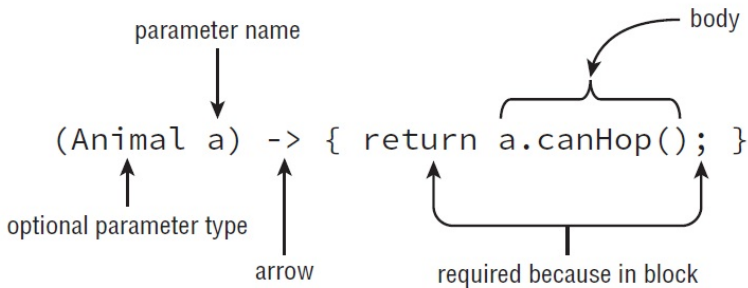 parameter name
body
(Animal a) -> { return a.canHop(); }
optional parameter type
arrow
required because in block